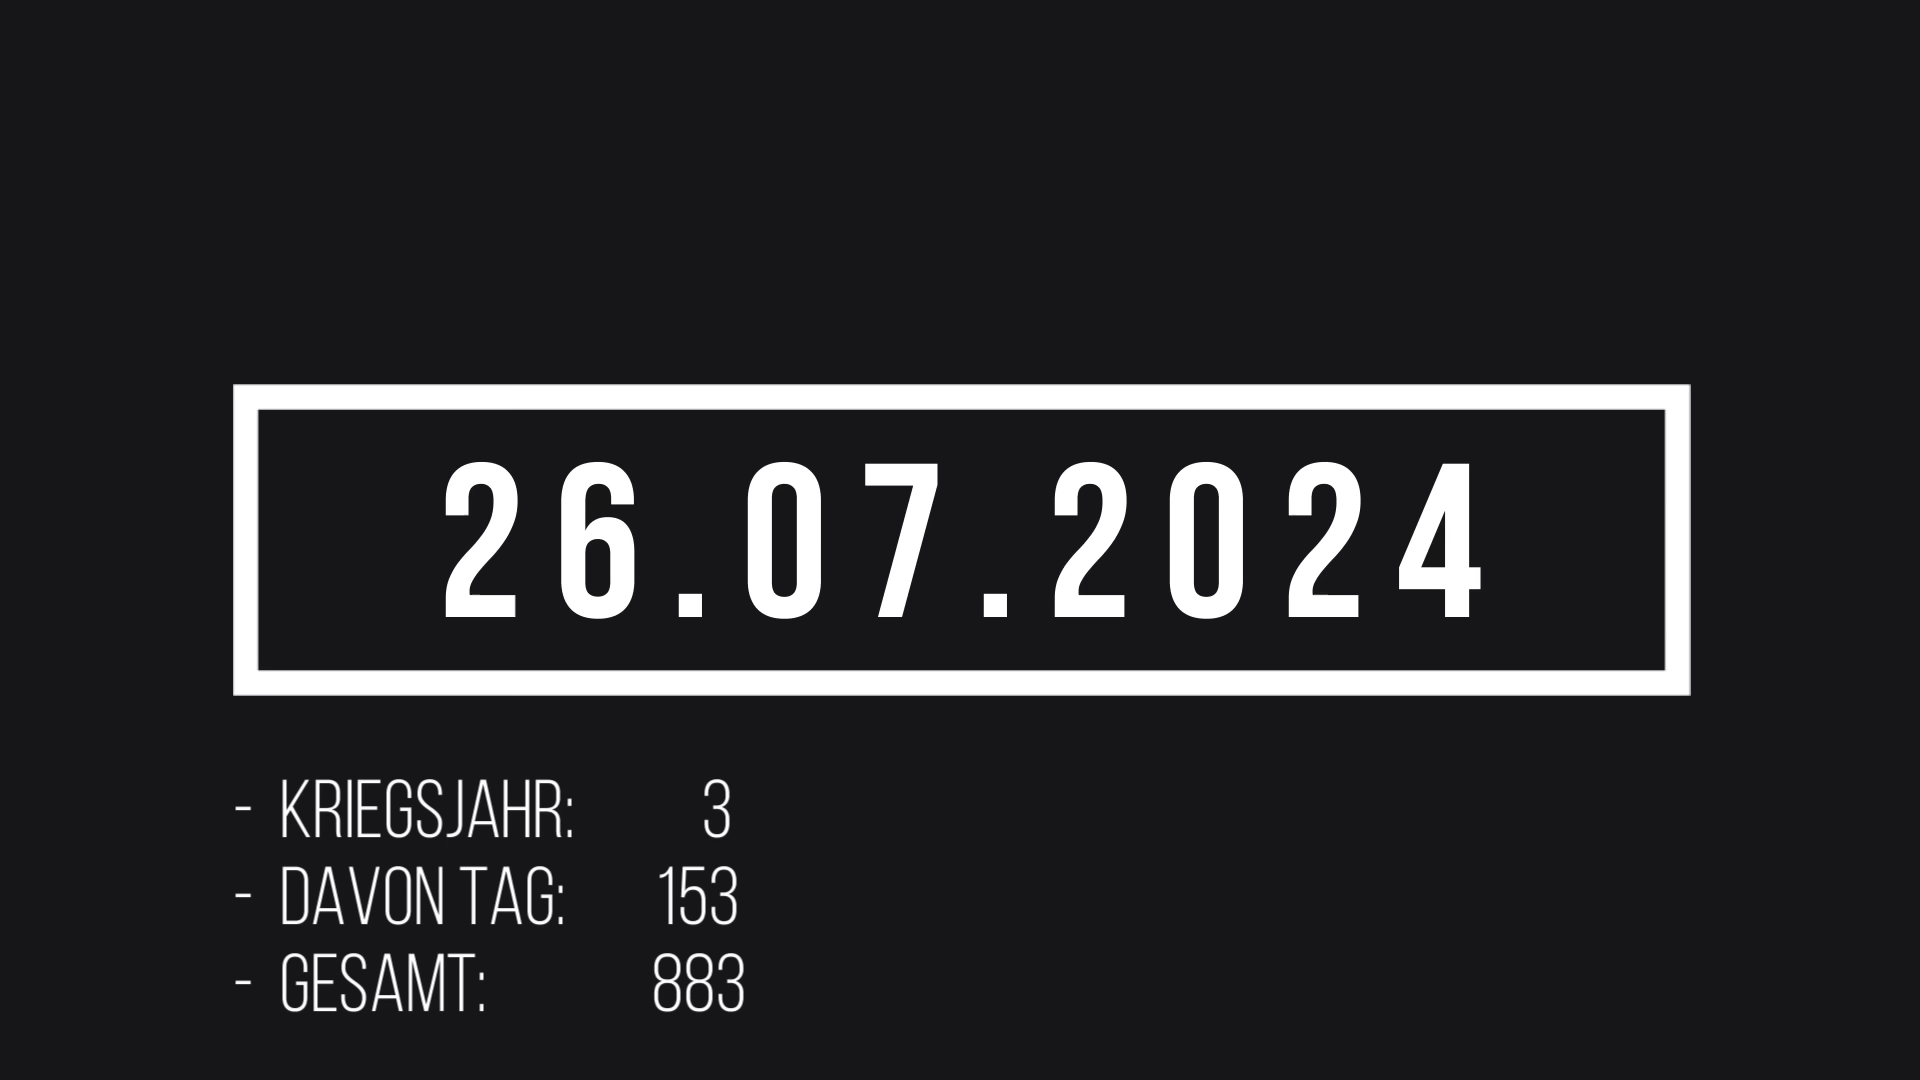 26.07.2024
- KRIEGSJAHR: 3
- DAVON TAG: 153
- GESAMT: 883